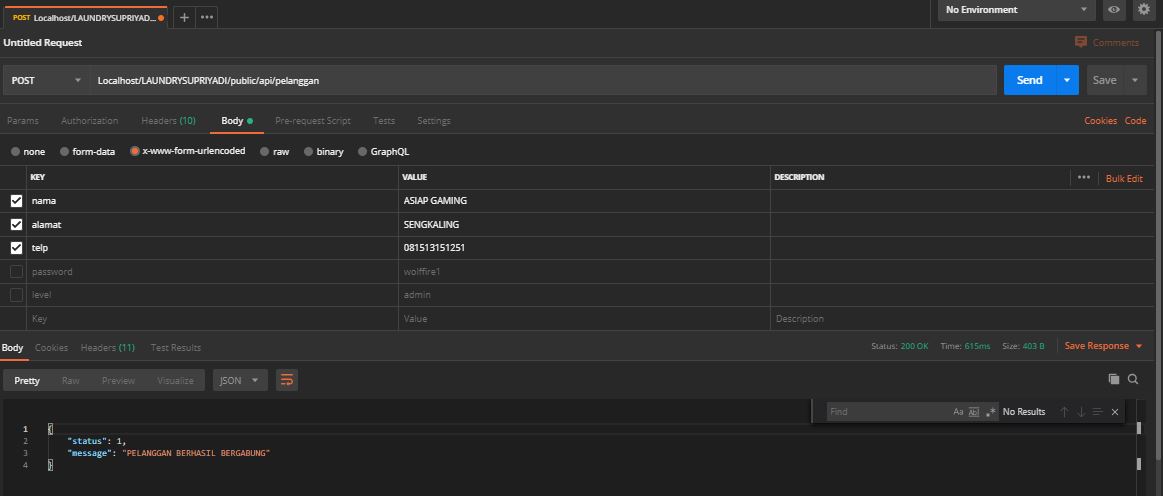 POST Localhost/LAUNDRYSUPRIYAD...
No Environment
Untitled Request
Comments
POST Localhost/LAUNDRYSUPRIYADI/public/api/pelanggan Send Save
Params Authorization Headers (10) Body Pre-request Script Tests Settings Cookies Code
none form-data x-www-form-urlencoded raw binary GraphQL
KEY VALUE DESCRIPTION Bulk Edit
nama ASIAP GAMING
alamat SENGKALING
telp 081513151251
password wolffire1
level admin
Key Value Description
Body Cookies Headers (11) Test Results Status: 200 OK Time: 615ms Size: 403 B Save Response
Pretty Raw Preview Visualize JSON
Find Aa Abl .* No Results
1 {
2 "status": 1,
3 "message": "PELANGGAN BERHASIL BERGABUNG"
4 }